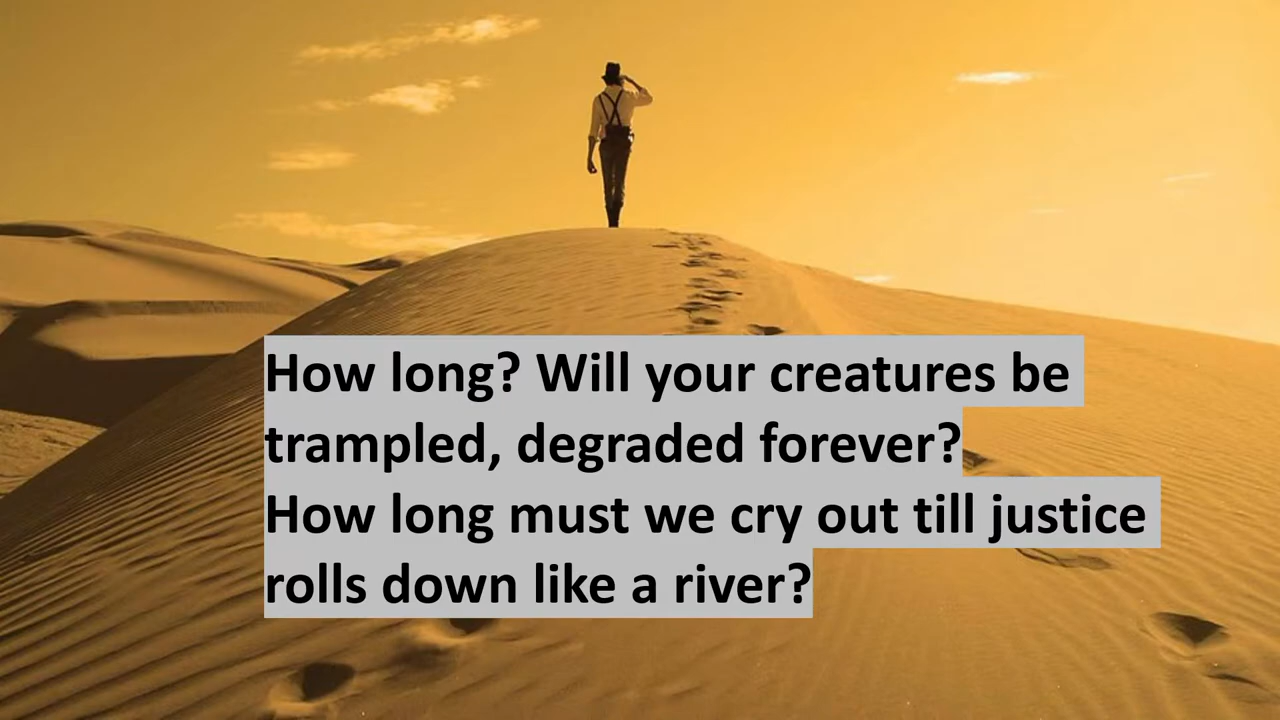 How long? Will your creatures be
trampled, degraded forever?
How long must we cry out till justice
rolls down like a river?